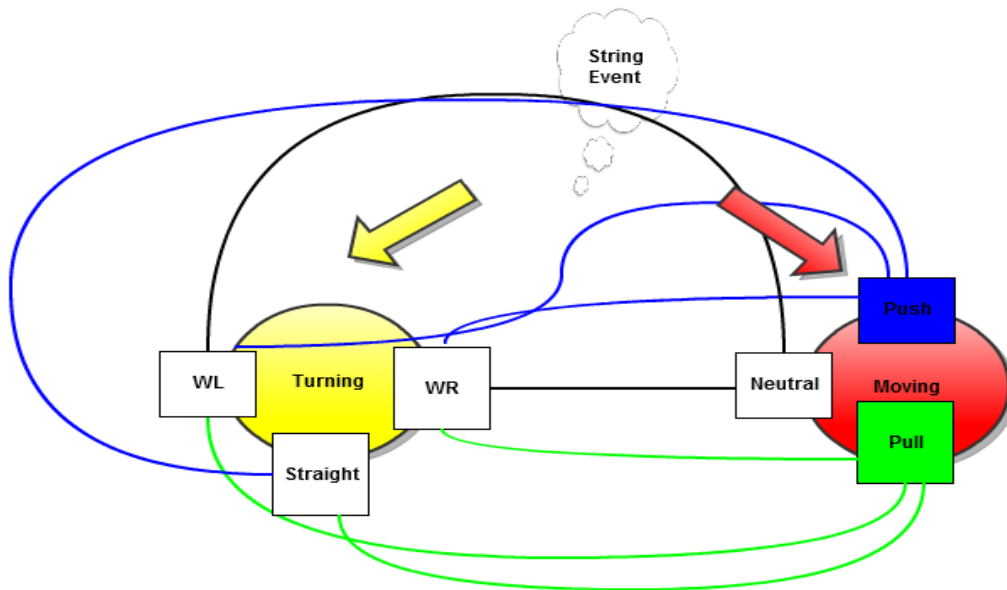 String
Event
Push
WL
Turning
WR
Neutral
Moving
Pull
Straight